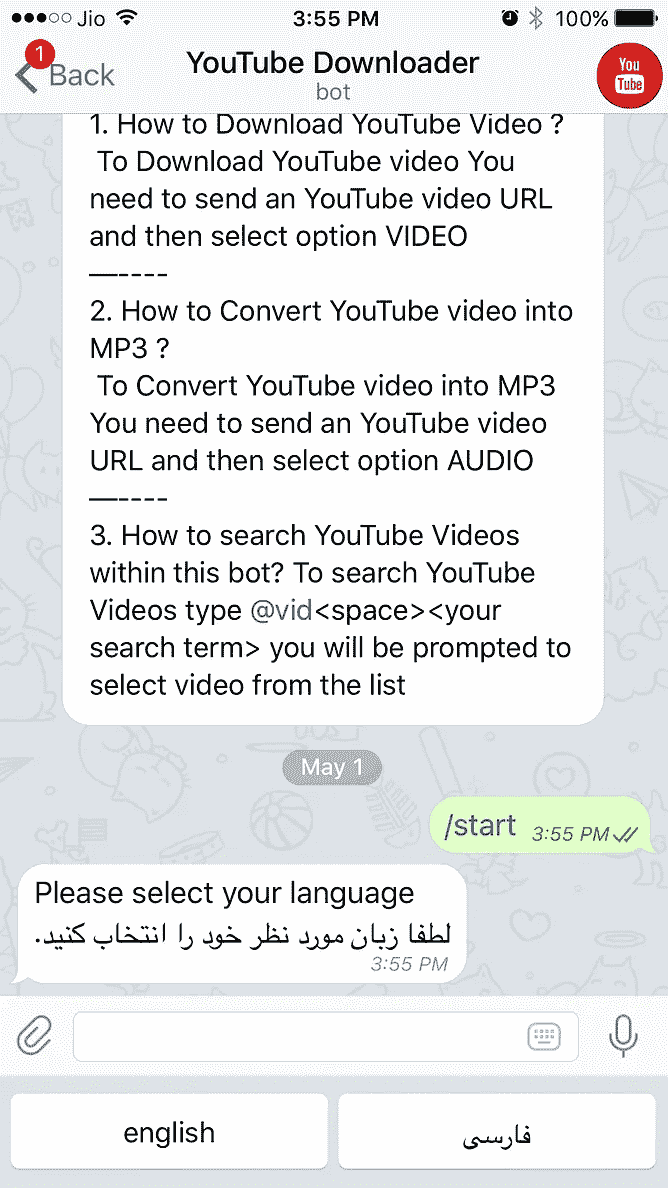 Jio 3:55 PM 100%
1
Back YouTube Downloader
bot
You
Tube
1. How to Download YouTube Video ?
To Download YouTube video You
need to send an YouTube video URL
and then select option VIDEO
—----
2. How to Convert YouTube video into
MP3 ?
To Convert YouTube video into MP3
You need to send an YouTube video
URL and then select option AUDIO
—----
3. How to search YouTube Videos
within this bot? To search YouTube
Videos type @vid<space><your
search term> you will be prompted to
select video from the list
May 1
/start 3:55 PM
Please select your language
لطفا زبان مورد نظر خود را انتخاب کنید.
3:55 PM
english فارسی